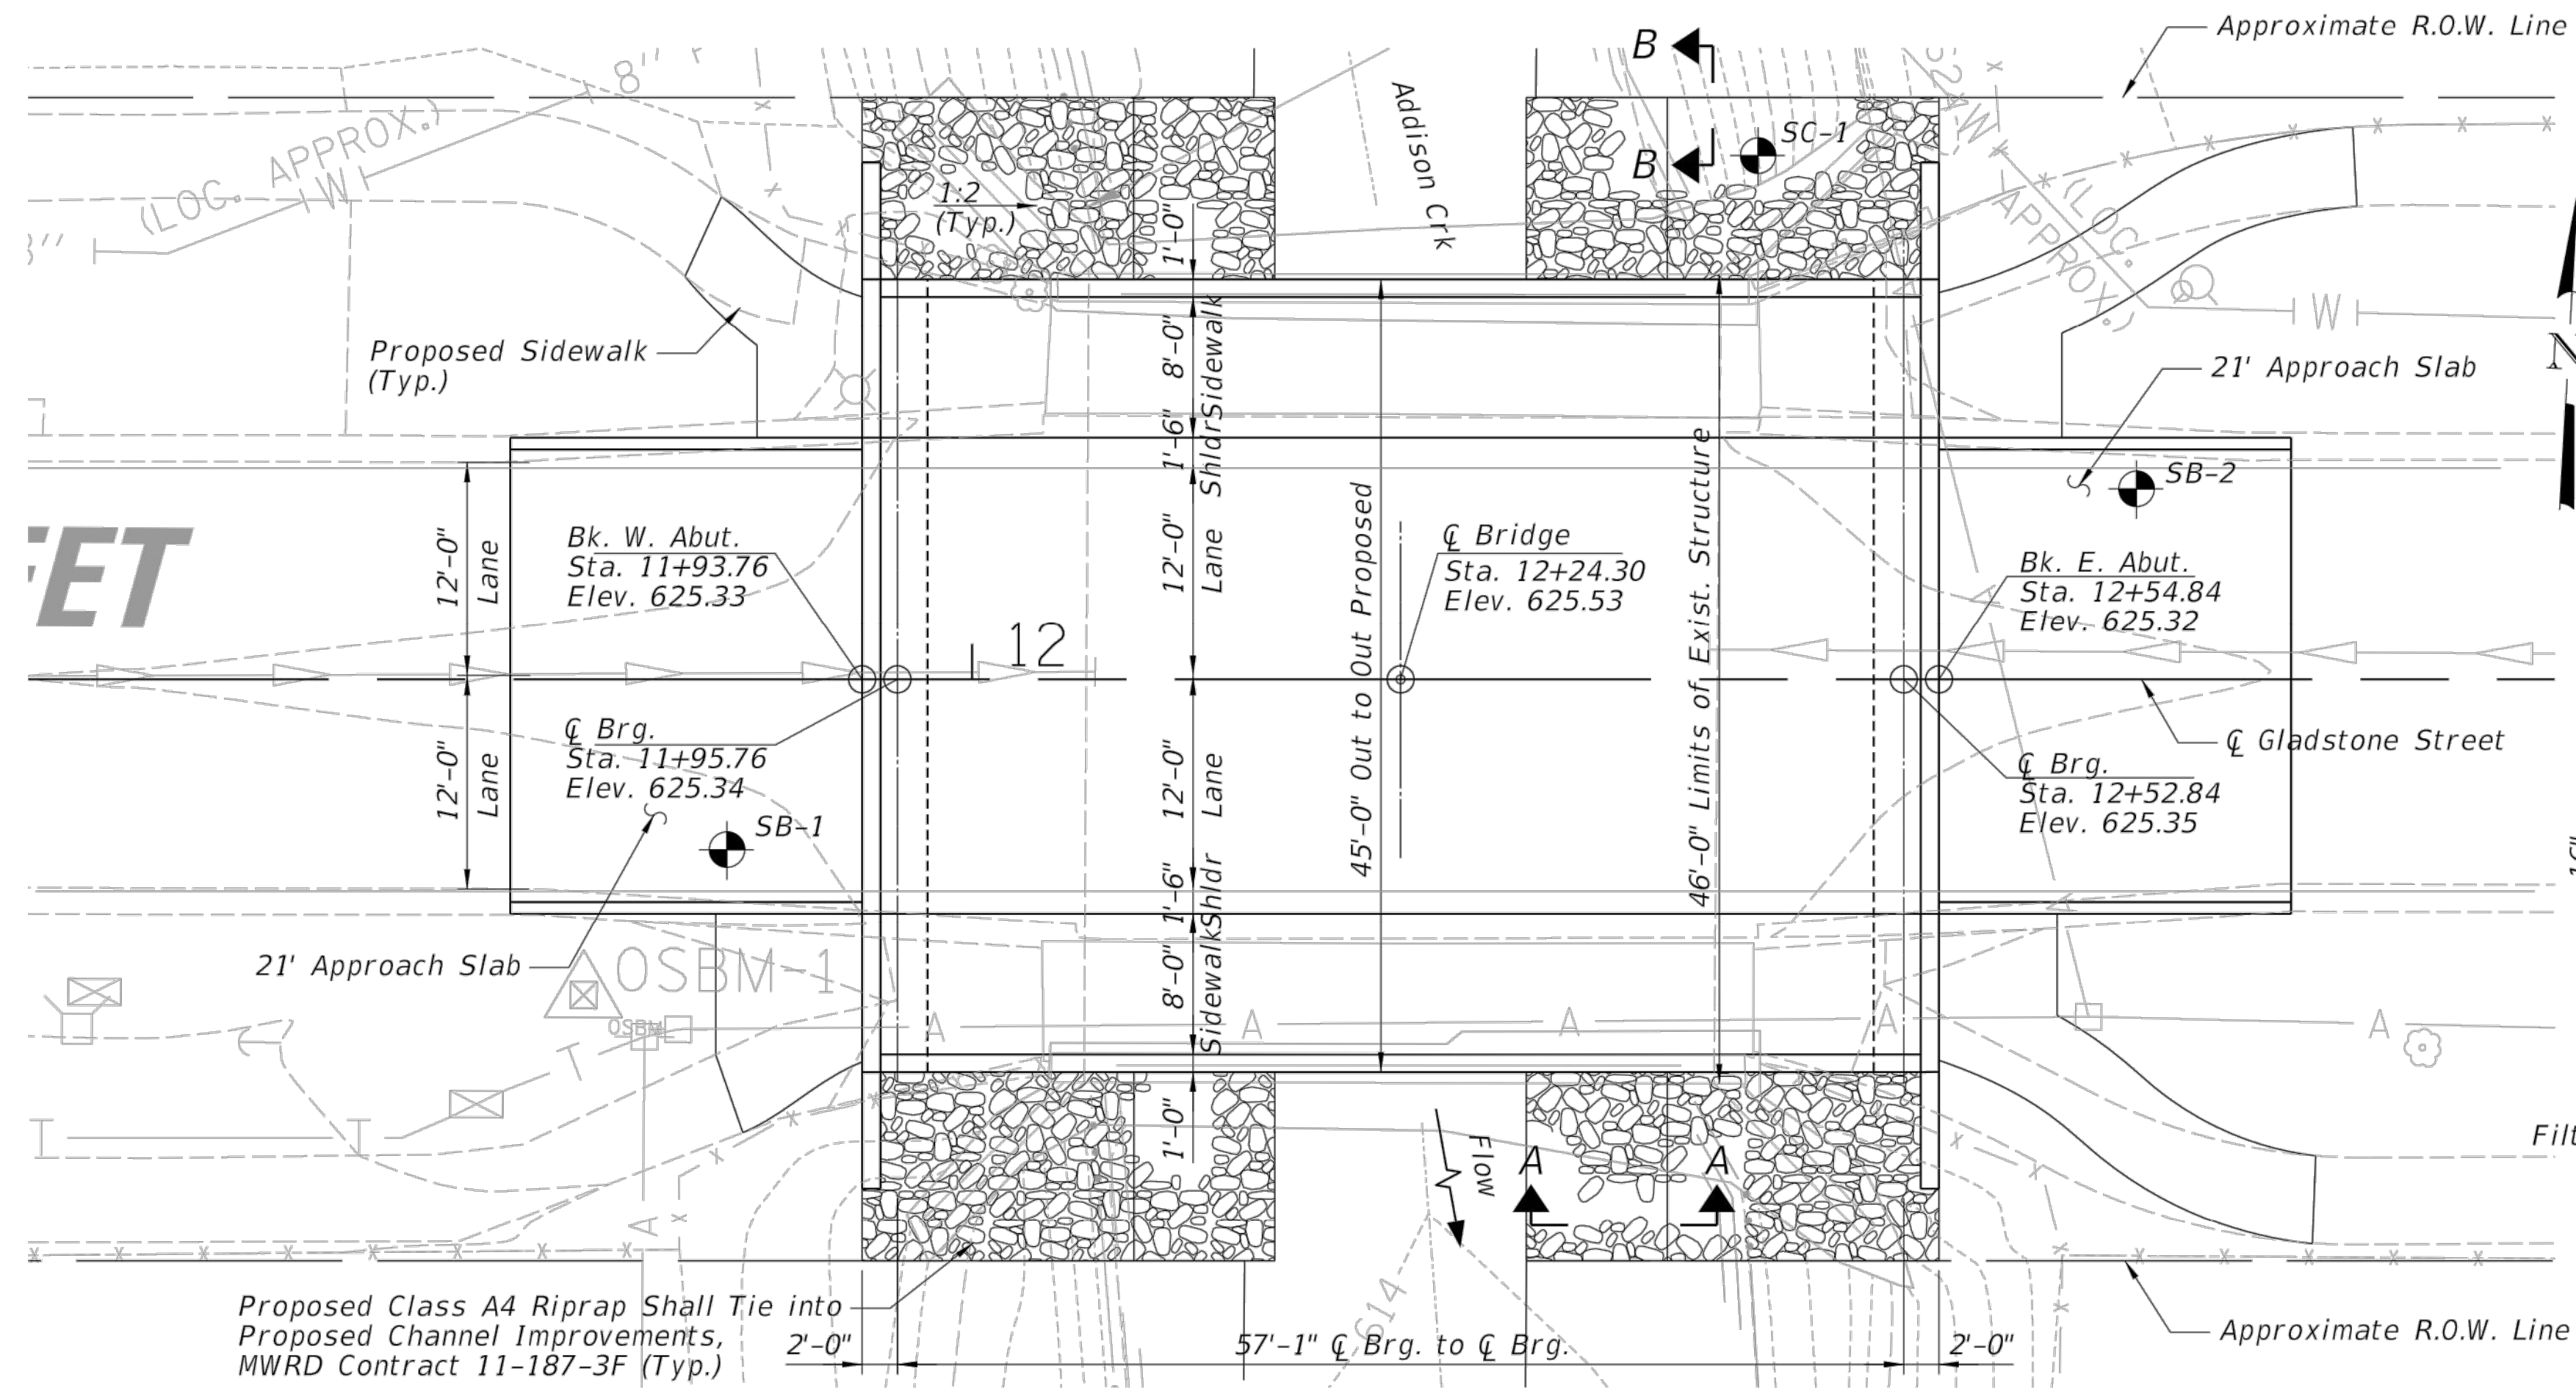 Approximate R.O.W. Line
B
Addison Crk
SC-1
B
8"
(LOC. APPROX.)
W
1:2
(Typ.)
1'-0"
(LOC.
APPROX.)
W
N
Proposed Sidewalk
(Typ.)
8'-0"
Sidewalk
21' Approach Slab
1'-6"
Shldr
SB-2
12'-0"
Lane
12'-0"
Lane
45'-0" Out to Out Proposed
46'-0" Limits of Exist. Structure
Bk. W. Abut.
Sta. 11+93.76
Elev. 625.33
℄ Bridge
Sta. 12+24.30
Elev. 625.53
Bk. E. Abut.
Sta. 12+54.84
Elev. 625.32
12
℄ Brg.
Sta. 11+95.76
Elev. 625.34
12'-0"
Lane
12'-0"
Lane
℄ Gladstone Street
℄ Brg.
Sta. 12+52.84
Elev. 625.35
SB-1
1'-6"
Shldr
21' Approach Slab
OSBM-1
OSBM
8'-0"
Sidewalk
A
A
A
A
A
T
T
T
1'-0"
Flow
A
A
A
614
Proposed Class A4 Riprap Shall Tie into
Proposed Channel Improvements,
MWRD Contract 11-187-3F (Typ.)
2'-0"
57'-1" ℄ Brg. to ℄ Brg.
2'-0"
Approximate R.O.W. Line